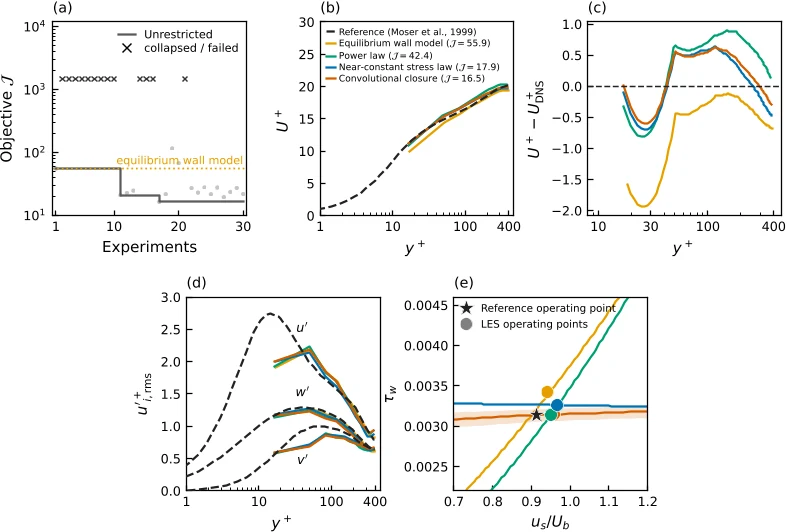 (a)
Objective 𝒥
10⁴
10³
10²
10¹
Unrestricted
collapsed / failed
equilibrium wall model
1 10 20 30
Experiments
(b)
U⁺
30
25
20
15
10
5
0
Reference (Moser et al., 1999)
Equilibrium wall model (𝒥 = 55.9)
Power law (𝒥 = 42.4)
Near-constant stress law (𝒥 = 17.9)
Convolutional closure (𝒥 = 16.5)
1 10 100 400
y⁺
(c)
U⁺ − U⁺DNS
1.0
0.5
0.0
−0.5
−1.0
−1.5
−2.0
10 30 100 400
y⁺
(d)
u′⁺i,rms
3.0
2.5
2.0
1.5
1.0
0.5
0.0
u′
w′
v′
1 10 100 400
y⁺
(e)
τw
0.0045
0.0040
0.0035
0.0030
0.0025
Reference operating point
LES operating points
0.7 0.8 0.9 1.0 1.1 1.2
us/Ub